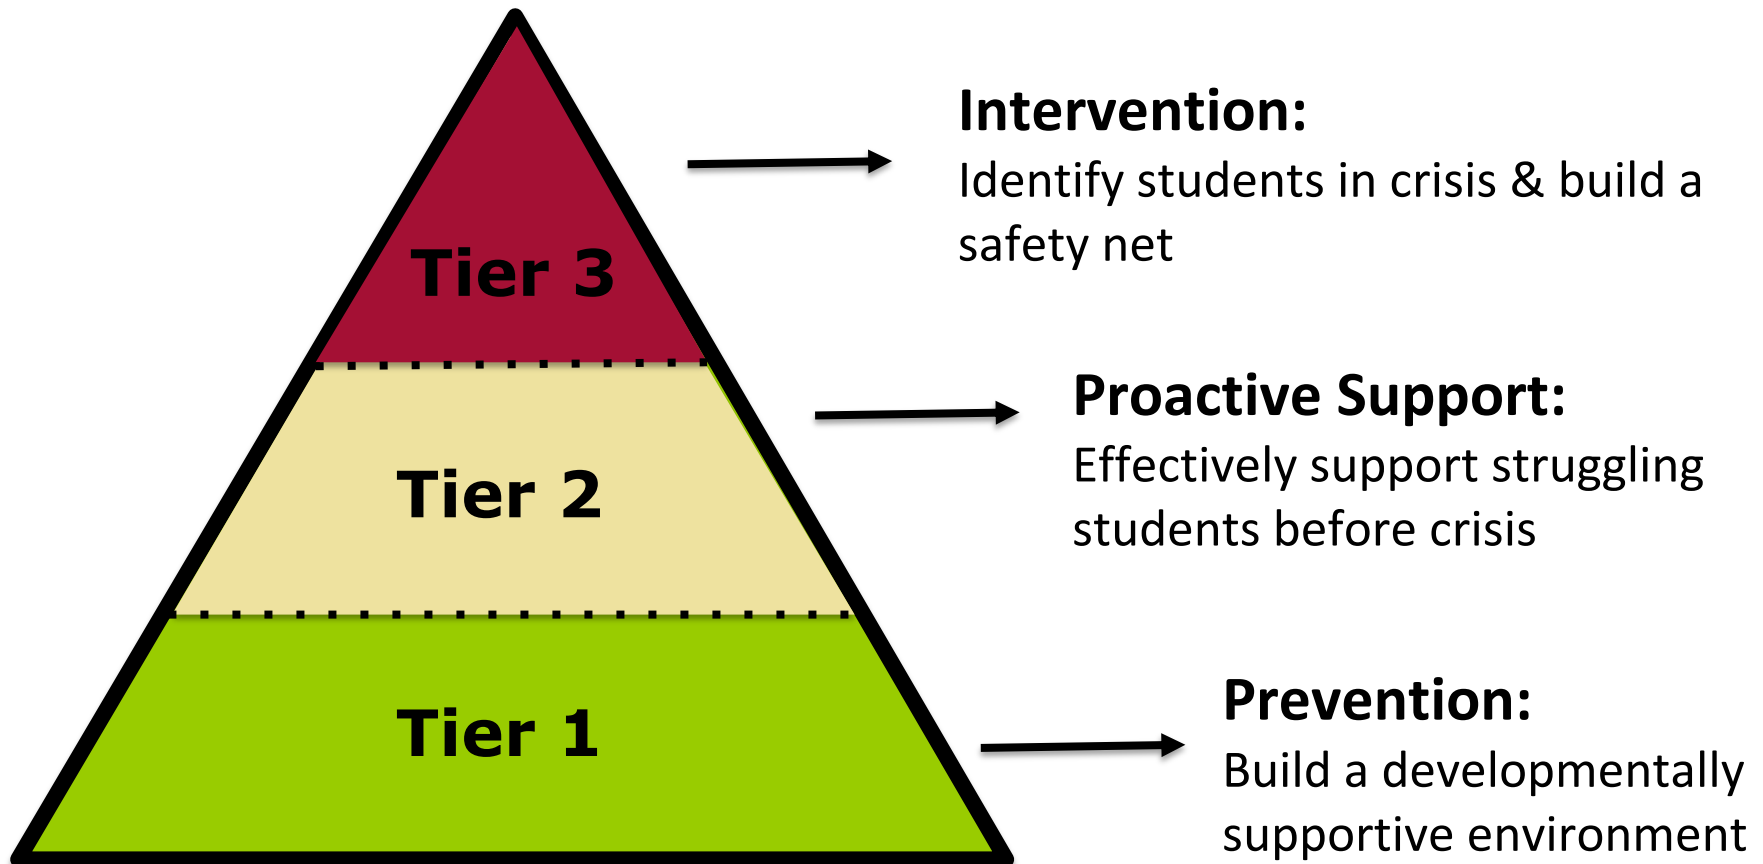 Intervention:
Identify students in crisis & build a
safety net
Tier 3
Proactive Support:
Effectively support struggling
students before crisis
Tier 2
Prevention:
Build a developmentally
supportive environment
Tier 1